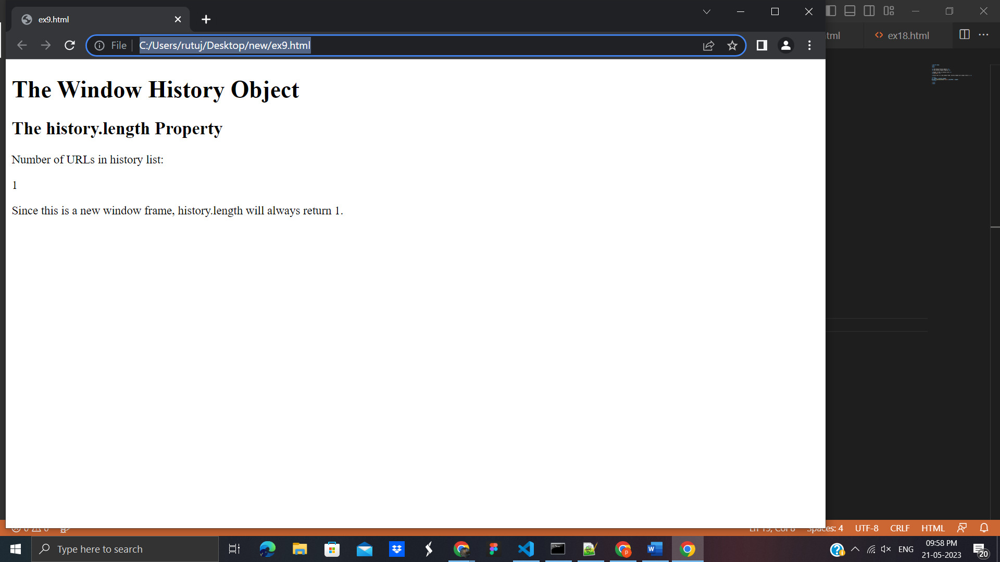 ex9.html
File
C:/Users/rutuj/Desktop/new/ex9.html
tml
ex18.html
The Window History Object
The history.length Property
Number of URLs in history list:
1
Since this is a new window frame, history.length will always return 1.
Spaces: 4
UTF-8
CRLF
HTML
Type here to search
ENG
09:58 PM
21-05-2023
20